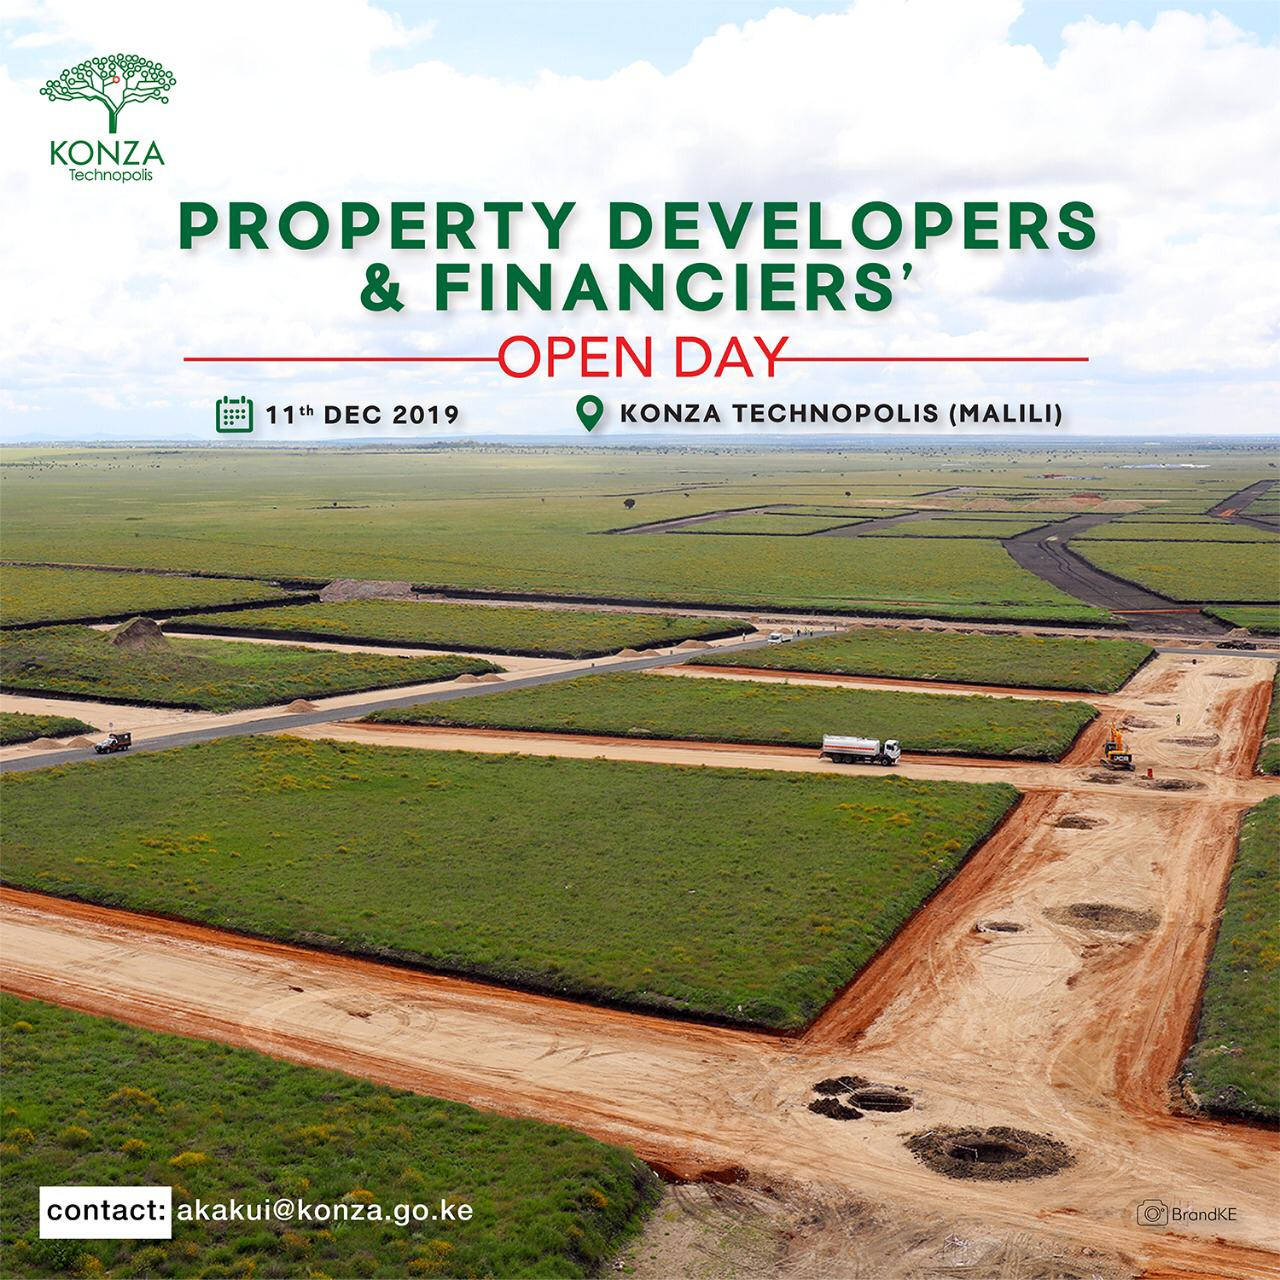 KONZA
Technopolis
PROPERTY DEVELOPERS
& FINANCIERS’
OPEN DAY
11th DEC 2019
KONZA TECHNOPOLIS (MALILI)
JCB
contact: akakui@konza.go.ke
BrandKE